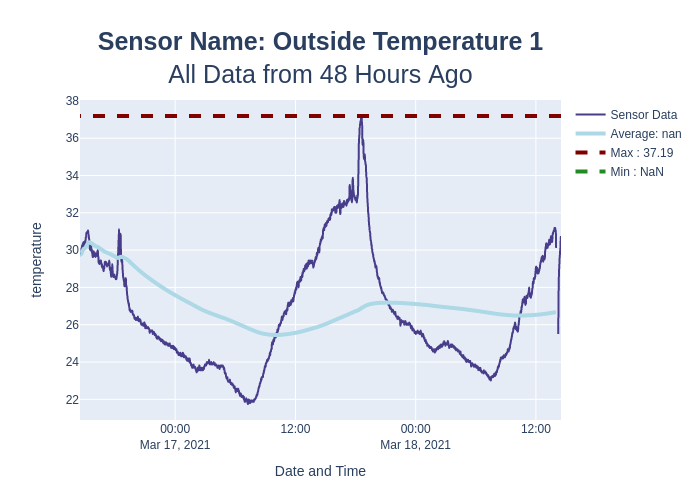 Sensor Name: Outside Temperature 1
All Data from 48 Hours Ago
38
36
34
32
30
28
26
24
22
temperature
00:00
Mar 17, 2021
12:00
00:00
Mar 18, 2021
12:00
Date and Time
Sensor Data
Average: nan
Max : 37.19
Min : NaN